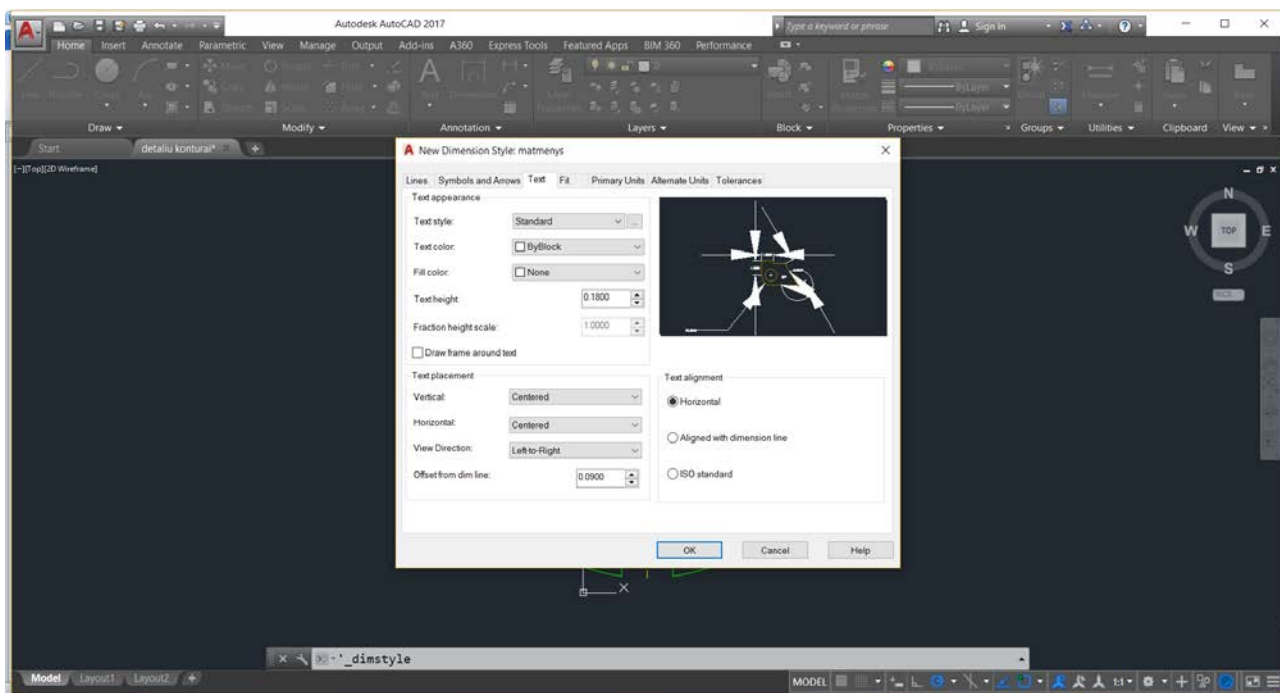 Autodesk AutoCAD 2017
Type a keyword or phrase
Sign In
Home Insert Annotate Parametric View Manage Output Add-ins A360 Express Tools Featured Apps BIM 360 Performance
Draw Modify Annotation Layers Block Properties Groups Utilities Clipboard View
Start detaliu konturai*
[-][Top][2D Wireframe]
New Dimension Style: matmenys
Lines Symbols and Arrows Text Fit Primary Units Alternate Units Tolerances
Text appearance
Text style: Standard
Text color: ByBlock
Fill color: None
Text height: 0.1800
Fraction height scale: 1.0000
Draw frame around text
Text placement
Vertical: Centered
Horizontal: Centered
View Direction: Left-to-Right
Offset from dim line: 0.0900
Text alignment
Horizontal
Aligned with dimension line
ISO standard
OK Cancel Help
N
W TOP E
S
X
'_dimstyle
Model Layout1 Layout2
MODEL 1:1